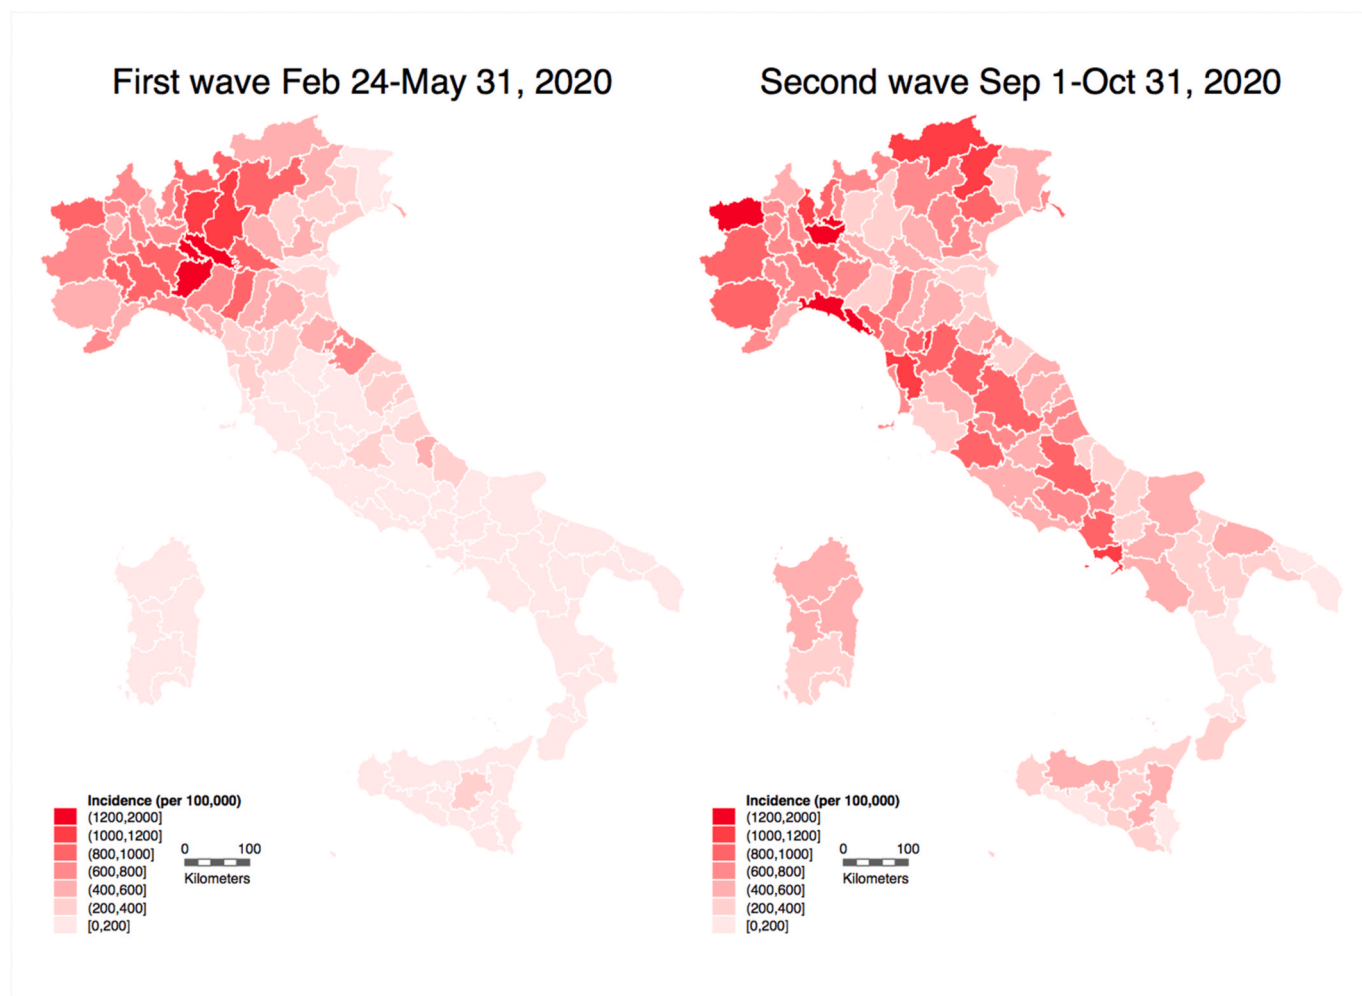 First wave Feb 24-May 31, 2020
Second wave Sep 1-Oct 31, 2020
Incidence (per 100,000)
(1200,2000]
(1000,1200]
(800,1000]
(600,800]
(400,600]
(200,400]
[0,200]
0 100
Kilometers
Incidence (per 100,000)
(1200,2000]
(1000,1200]
(800,1000]
(600,800]
(400,600]
(200,400]
[0,200]
0 100
Kilometers